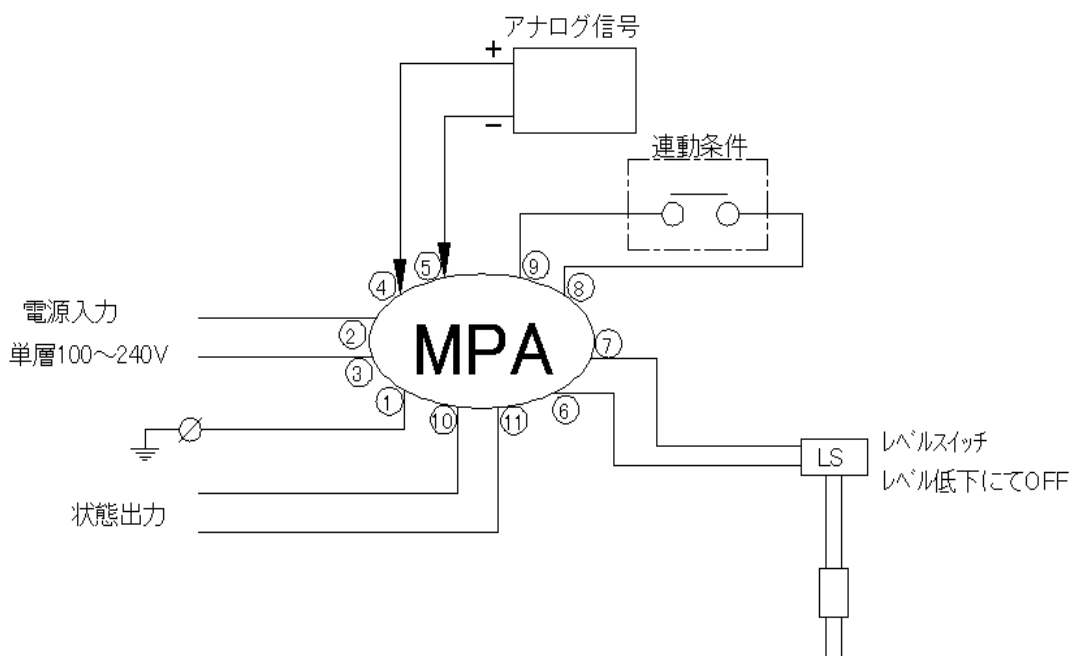 アナログ信号
+
−
連動条件
⑤
⑨
④
⑧
電源入力
②
MPA
⑦
単層100～240V
③
①
⑩
⑪
⑥
レベルスイッチ
LS
レベル低下にてOFF
状態出力